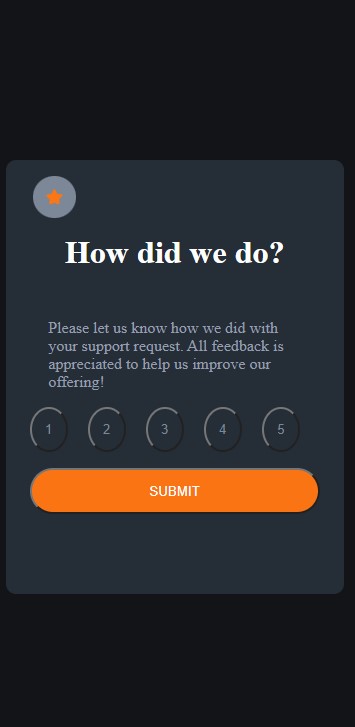 How did we do?
Please let us know how we did with
your support request. All feedback is
appreciated to help us improve our
offering!
1 2 3 4 5
SUBMIT